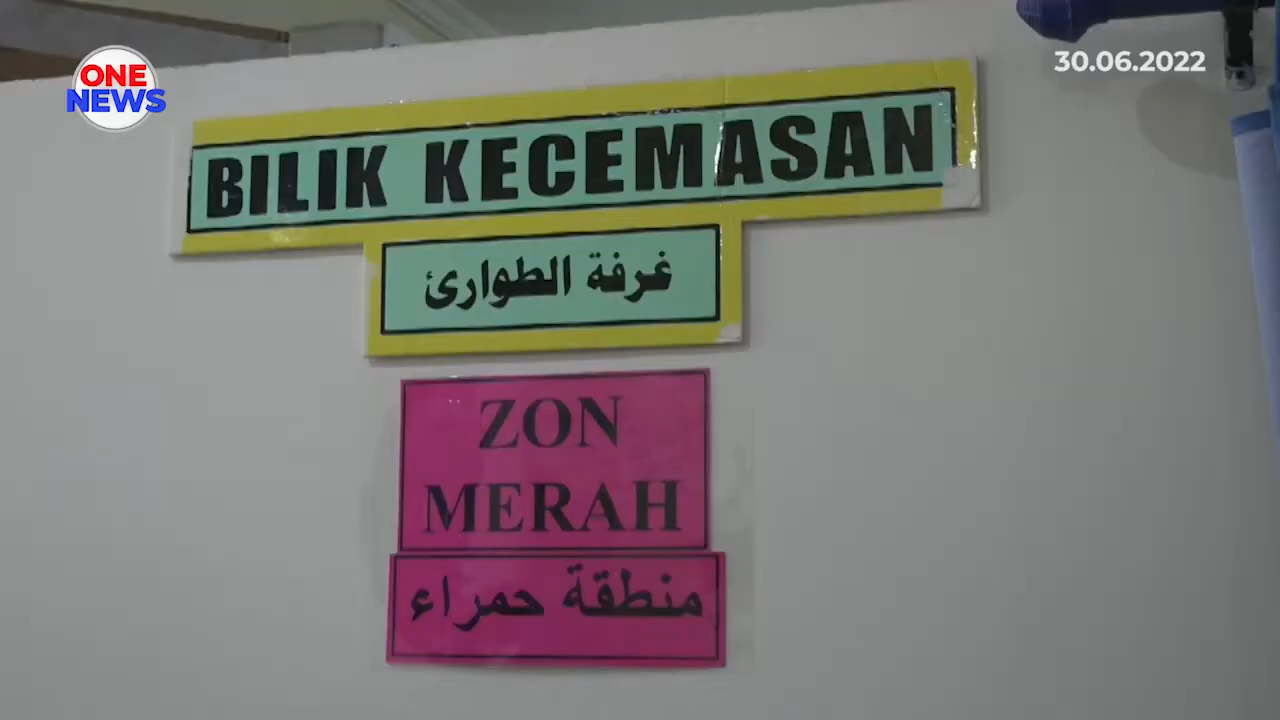 ONE
NEWS
30.06.2022
BILIK KECEMASAN
غرفة الطوارئ
ZON
MERAH
منطقة حمراء